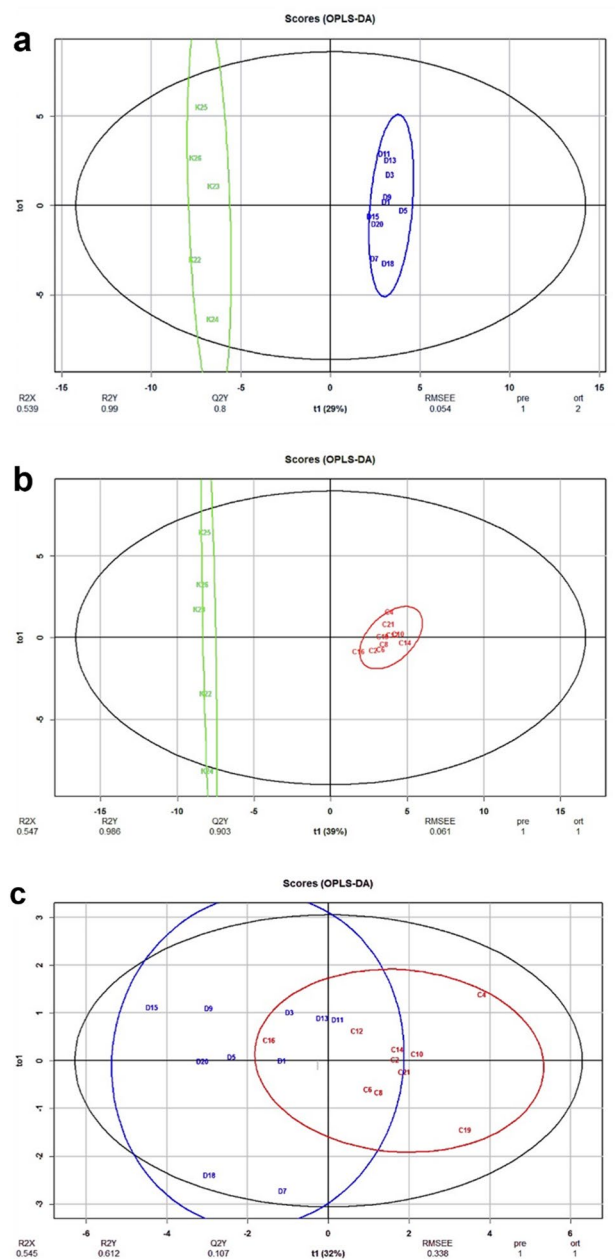 Scores (OPLS-DA)
a
5
0
-5
to1
K25
K26
K23
K22
K24
D11
D13
D3
D9
D1
D15
D5
D20
D7
D18
-15 -10 -5 0 5 10 15
R2X R2Y Q2Y t1 (29%) RMSEE pre ort
0.539 0.99 0.8 0.054 1 2
Scores (OPLS-DA)
b
5
0
-5
to1
K25
K26
K23
K22
K24
C4
C21
C10
C8
C14
C16 C2 C6
-15 -10 -5 0 5 10 15
R2X R2Y Q2Y t1 (39%) RMSEE pre ort
0.547 0.986 0.903 0.061 1 1
Scores (OPLS-DA)
c
3
2
1
0
-1
-2
-3
to1
D15 D9 D3 D13 D11 C4
C12
C16
C14
C10
D20 D5 D1 C2
C21
C6 C8
C19
D18
D7
-6 -4 -2 0 2 4 6
R2X R2Y Q2Y t1 (32%) RMSEE pre ort
0.545 0.612 0.107 0.338 1 1